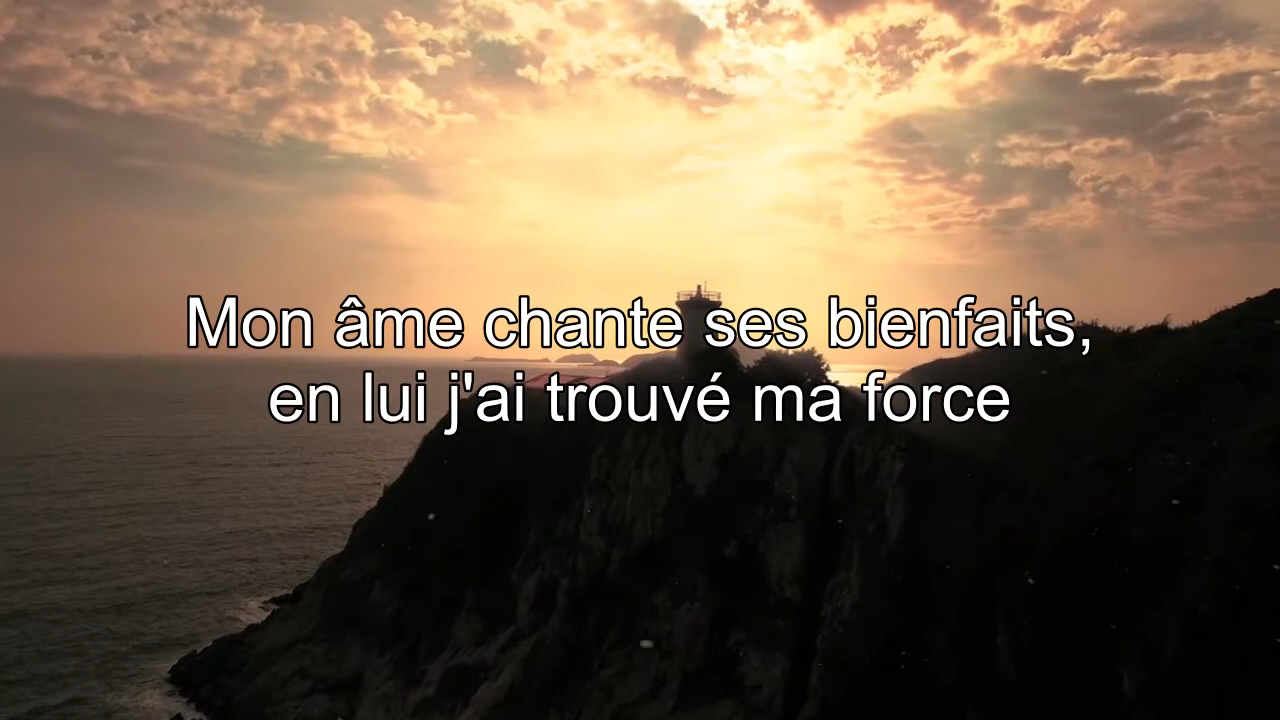 Mon âme chante ses bienfaits,
en lui j'ai trouvé ma force